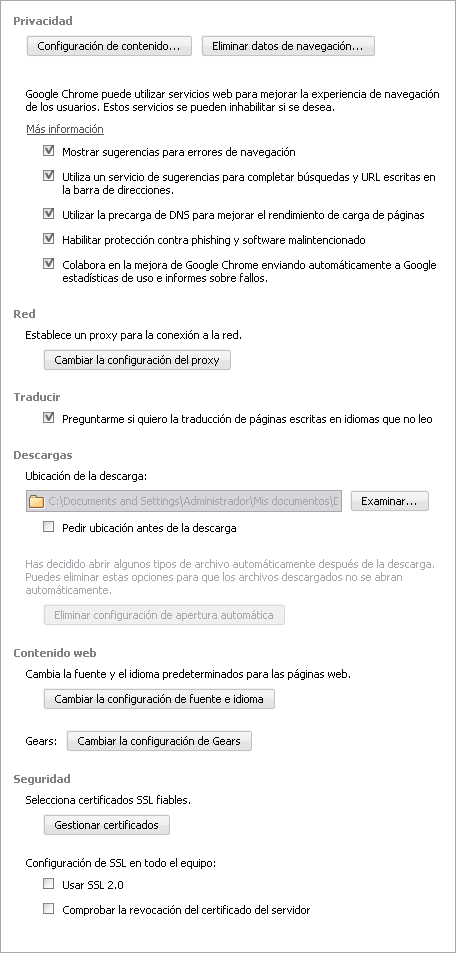 Privacidad
Configuración de contenido... Eliminar datos de navegación...
Google Chrome puede utilizar servicios web para mejorar la experiencia de navegación
de los usuarios. Estos servicios se pueden inhabilitar si se desea.
Más información
Mostrar sugerencias para errores de navegación
Utiliza un servicio de sugerencias para completar búsquedas y URL escritas en
la barra de direcciones.
Utilizar la precarga de DNS para mejorar el rendimiento de carga de páginas
Habilitar protección contra phishing y software malintencionado
Colabora en la mejora de Google Chrome enviando automáticamente a Google
estadísticas de uso e informes sobre fallos.
Red
Establece un proxy para la conexión a la red.
Cambiar la configuración del proxy
Traducir
Preguntarme si quiero la traducción de páginas escritas en idiomas que no leo
Descargas
Ubicación de la descarga:
C:\Documents and Settings\Administrador\Mis documentos\D Examinar...
Pedir ubicación antes de la descarga
Has decidido abrir algunos tipos de archivo automáticamente después de la descarga.
Puedes eliminar estas opciones para que los archivos descargados no se abran
automáticamente.
Eliminar configuración de apertura automática
Contenido web
Cambia la fuente y el idioma predeterminados para las páginas web.
Cambiar la configuración de fuente e idioma
Gears: Cambiar la configuración de Gears
Seguridad
Selecciona certificados SSL fiables.
Gestionar certificados
Configuración de SSL en todo el equipo:
Usar SSL 2.0
Comprobar la revocación del certificado del servidor